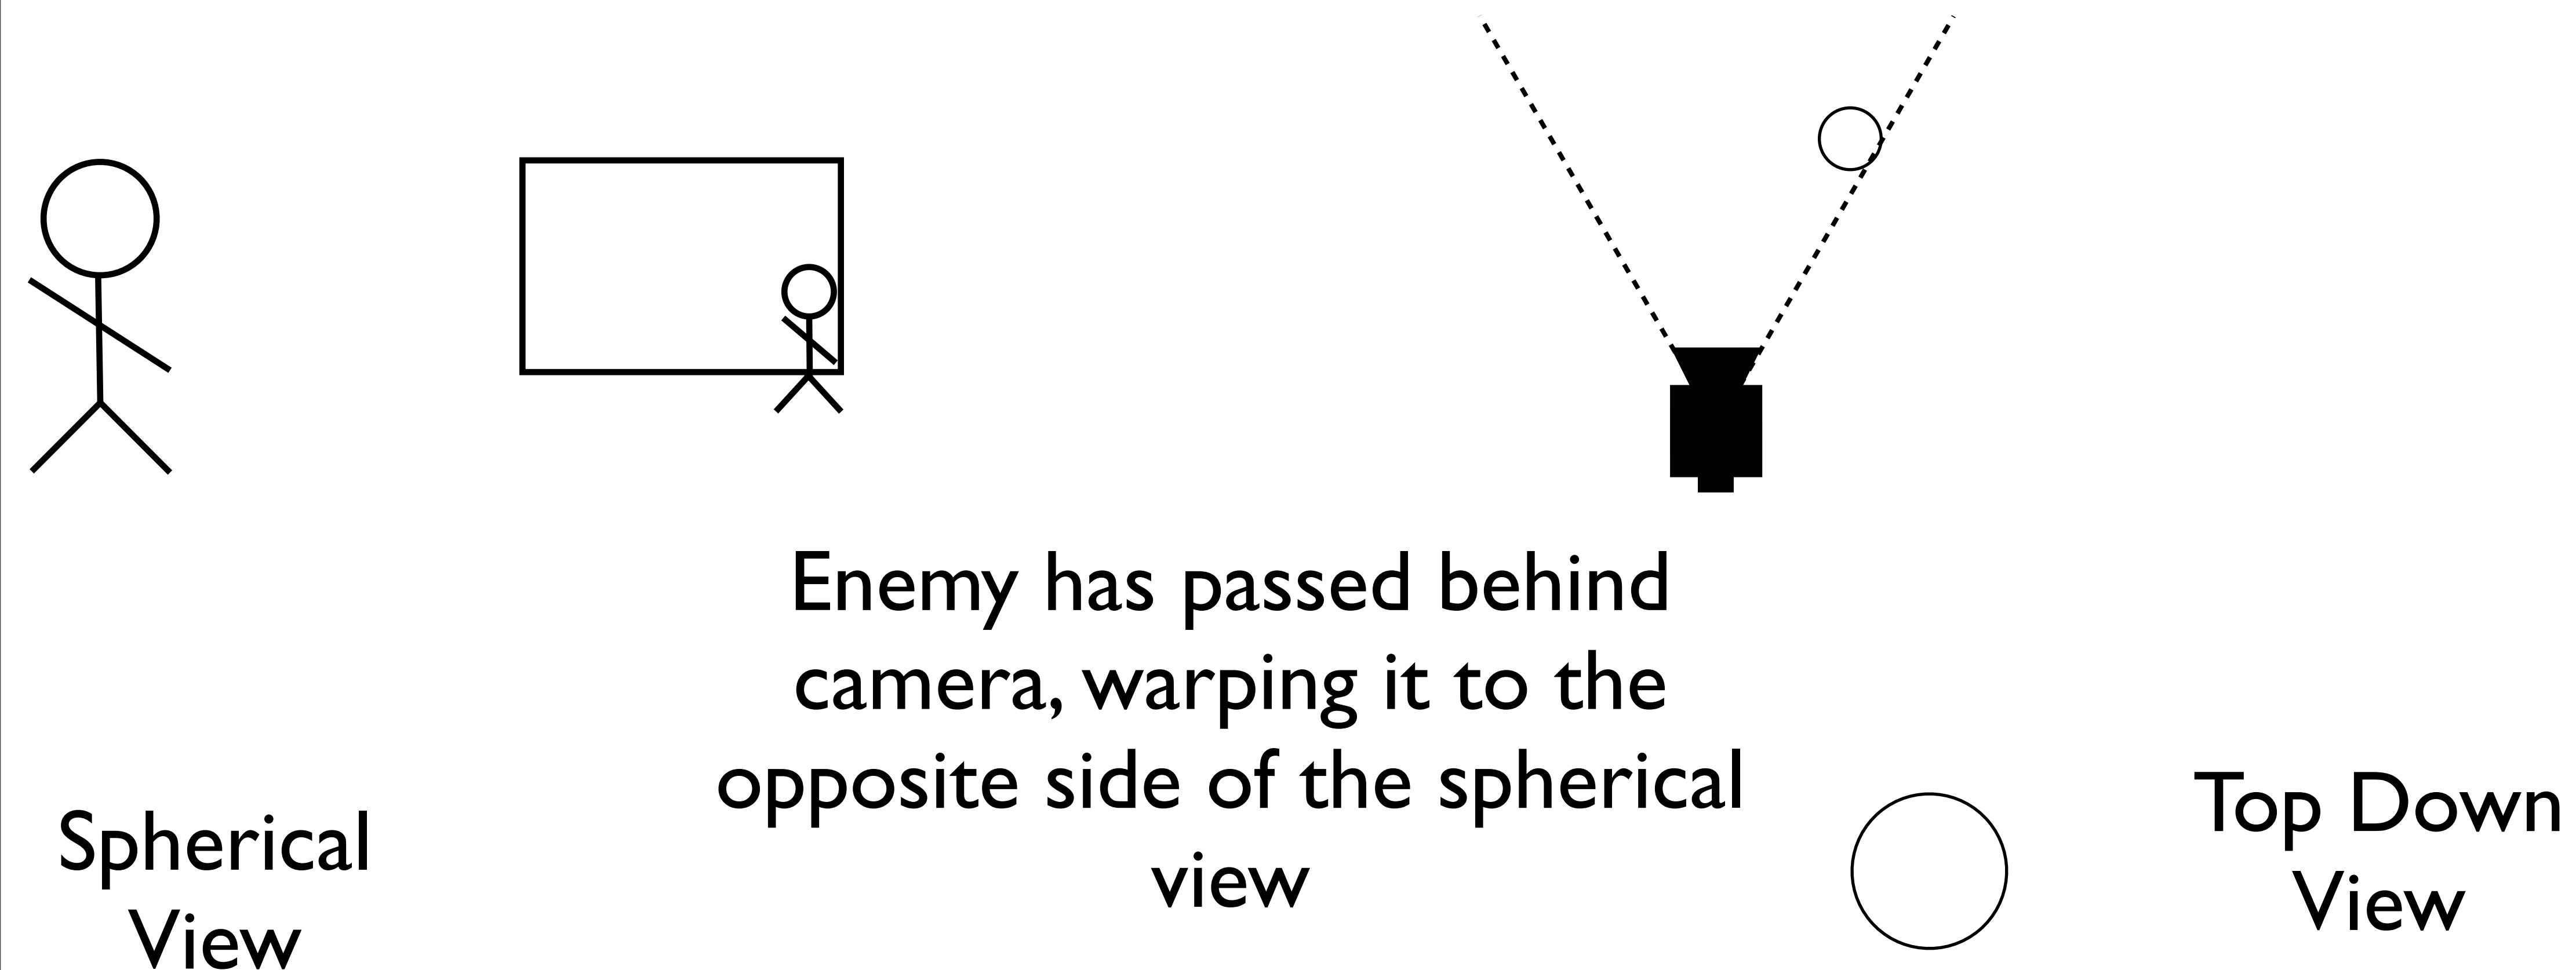 Enemy has passed behind
camera, warping it to the
opposite side of the spherical
view
Spherical
View
Top Down
View